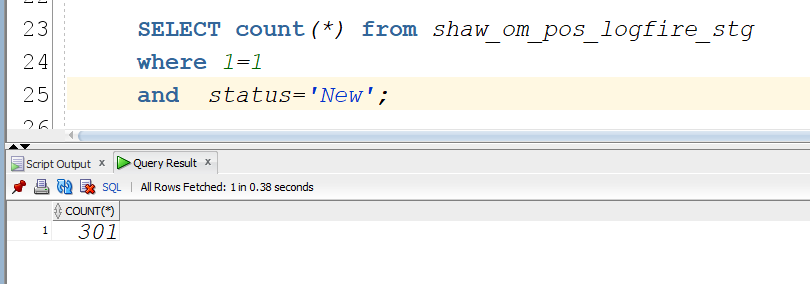 23 SELECT count(*) from shaw_om_pos_logfire_stg
24 where 1=1
25 and status='New';
26
Script Output x Query Result x
SQL | All Rows Fetched: 1 in 0.38 seconds
COUNT(*)
1 301